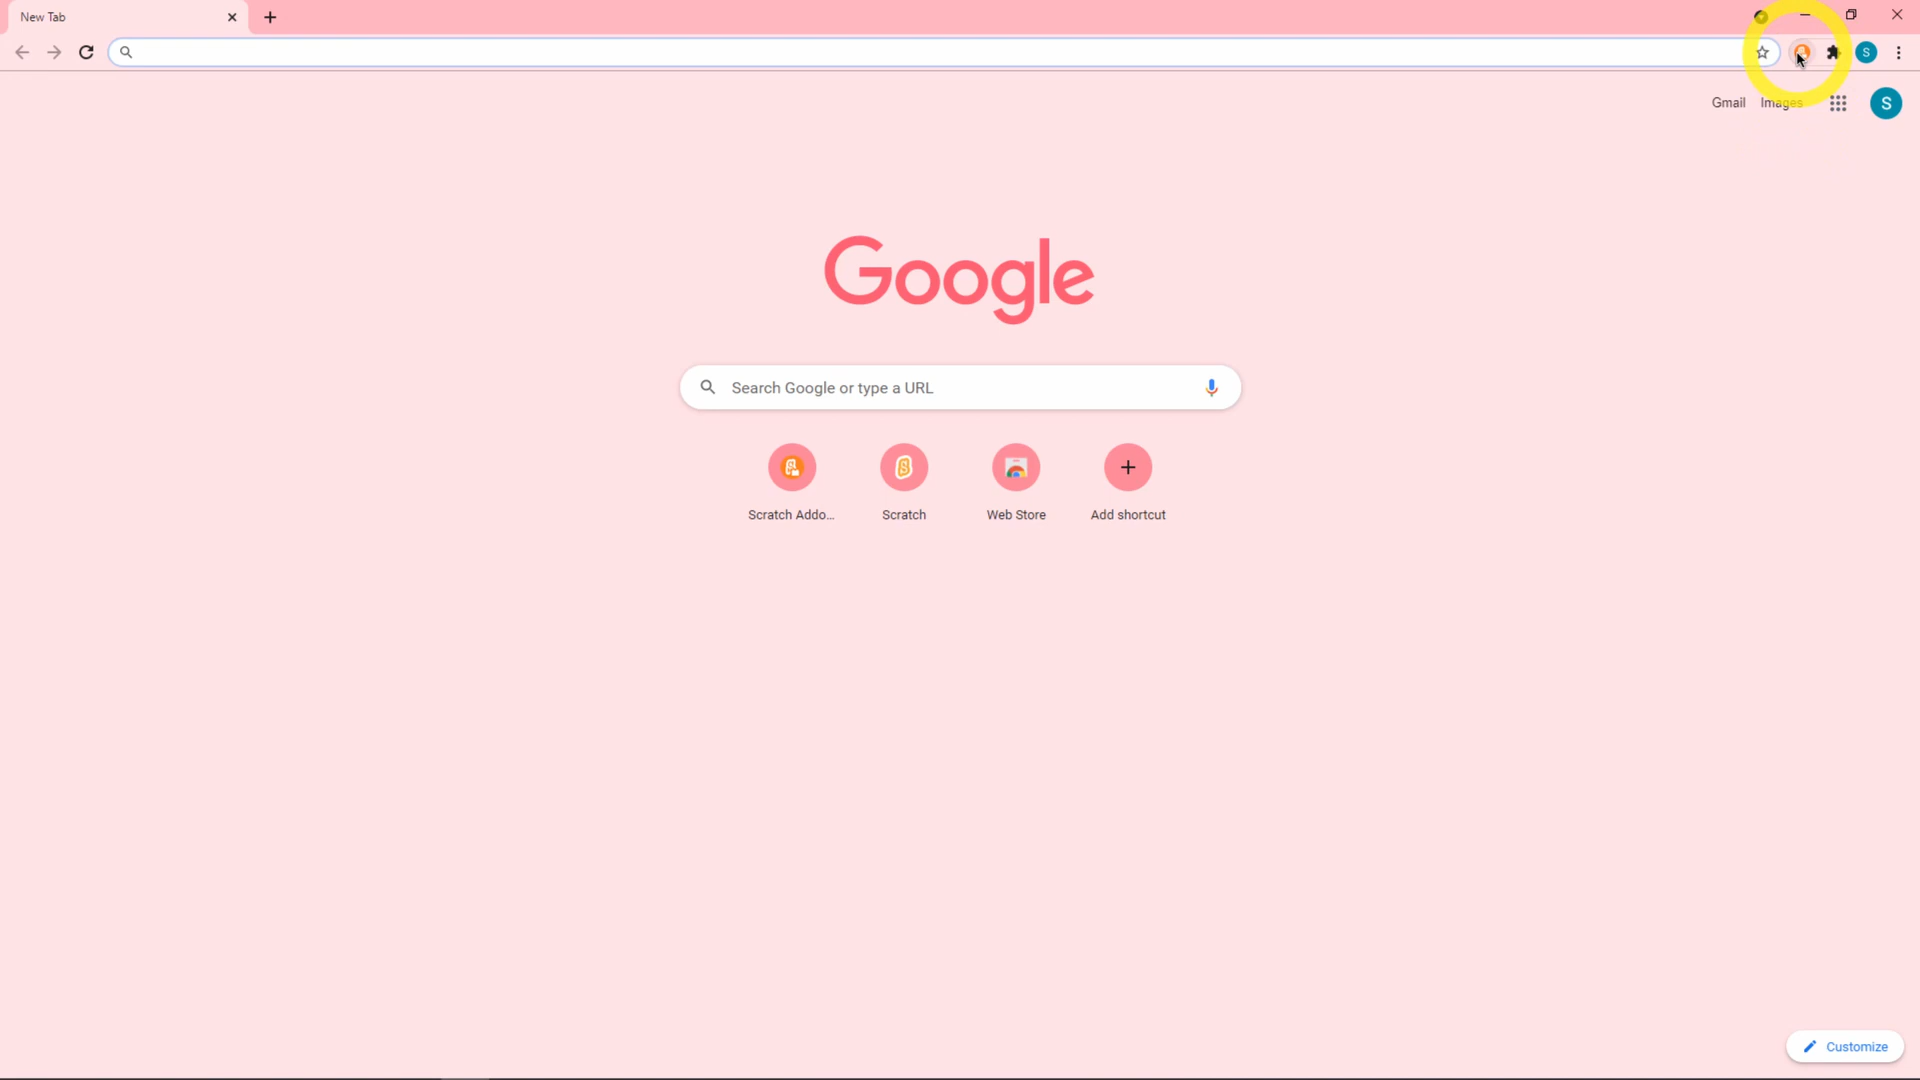 New Tab
S
Gmail Images
S
Google
Search Google or type a URL
Scratch Addo... Scratch Web Store Add shortcut
Customize